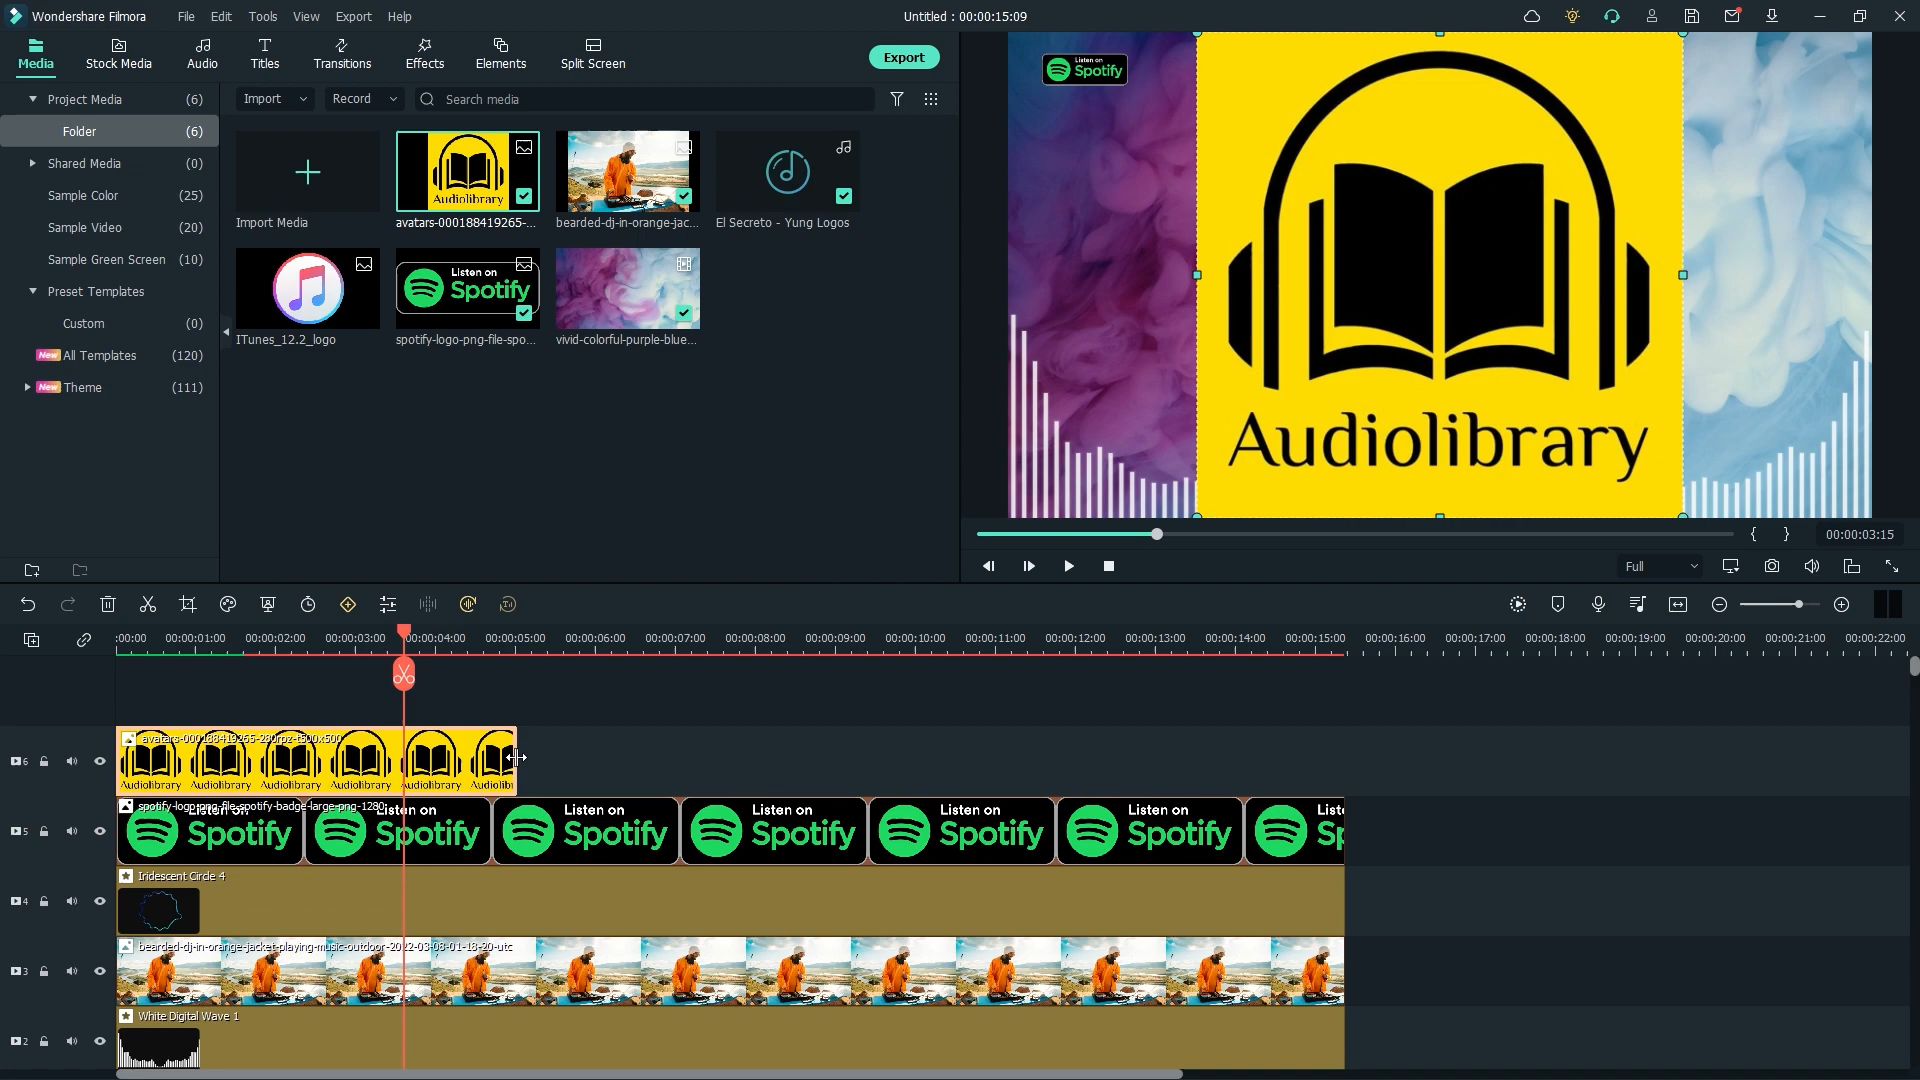 Wondershare Filmora File Edit Tools View Export Help Untitled : 00:00:15:09
Media Stock Media Audio Titles Transitions Effects Elements Split Screen Export
Project Media (6)
Folder (6)
Shared Media (0)
Sample Color (25)
Sample Video (20)
Sample Green Screen (10)
Preset Templates
Custom (0)
New All Templates (120)
New Theme (111)
Import Record Search media
Audiolibrary
Import Media avatars-000188419265-... bearded-dj-in-orange-jac... El Secreto - Yung Logos
Listen on
Spotify
ITunes_12.2_logo spotify-logo-png-file-spo... vivid-colorful-purple-blue...
Listen on
Spotify
Audiolibrary
{ } 00:00:03:15
Full
:00:00 00:00:01:00 00:00:02:00 00:00:03:00 00:00:04:00 00:00:05:00 00:00:06:00 00:00:07:00 00:00:08:00 00:00:09:00 00:00:10:00 00:00:11:00 00:00:12:00 00:00:13:00 00:00:14:00 00:00:15:00 00:00:16:00 00:00:17:00 00:00:18:00 00:00:19:00 00:00:20:00 00:00:21:00 00:00:22:00
6
Audiolibrary Audiolibrary Audiolibrary Audiolibrary Audiolibrary Audiolibr
spotify-logo-png-file-spotify-badge-large-png-1280
5
Listen on Listen on Listen on Listen on Listen on Listen on List
Spotify Spotify Spotify Spotify Spotify Spotify Sp
Iridescent Circle 4
4
bearded-dj-in-orange-jacket-playing-music-outdoor-2022-03-08-01-18-20-utc
3
White Digital Wave 1
2